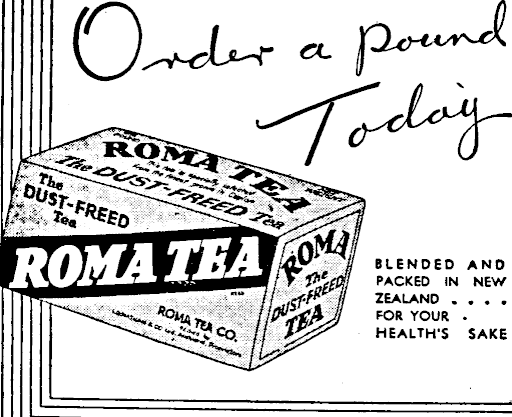 Order a pound
Today
ROMA TEA
The DUST-FREED Tea
The
DUST-FREED
Tea
ROMA TEA
ROMA TEA CO.
ROMA
The
DUST-FREED
TEA
BLENDED AND
PACKED IN NEW
ZEALAND . . . .
FOR YOUR .
HEALTH'S SAKE